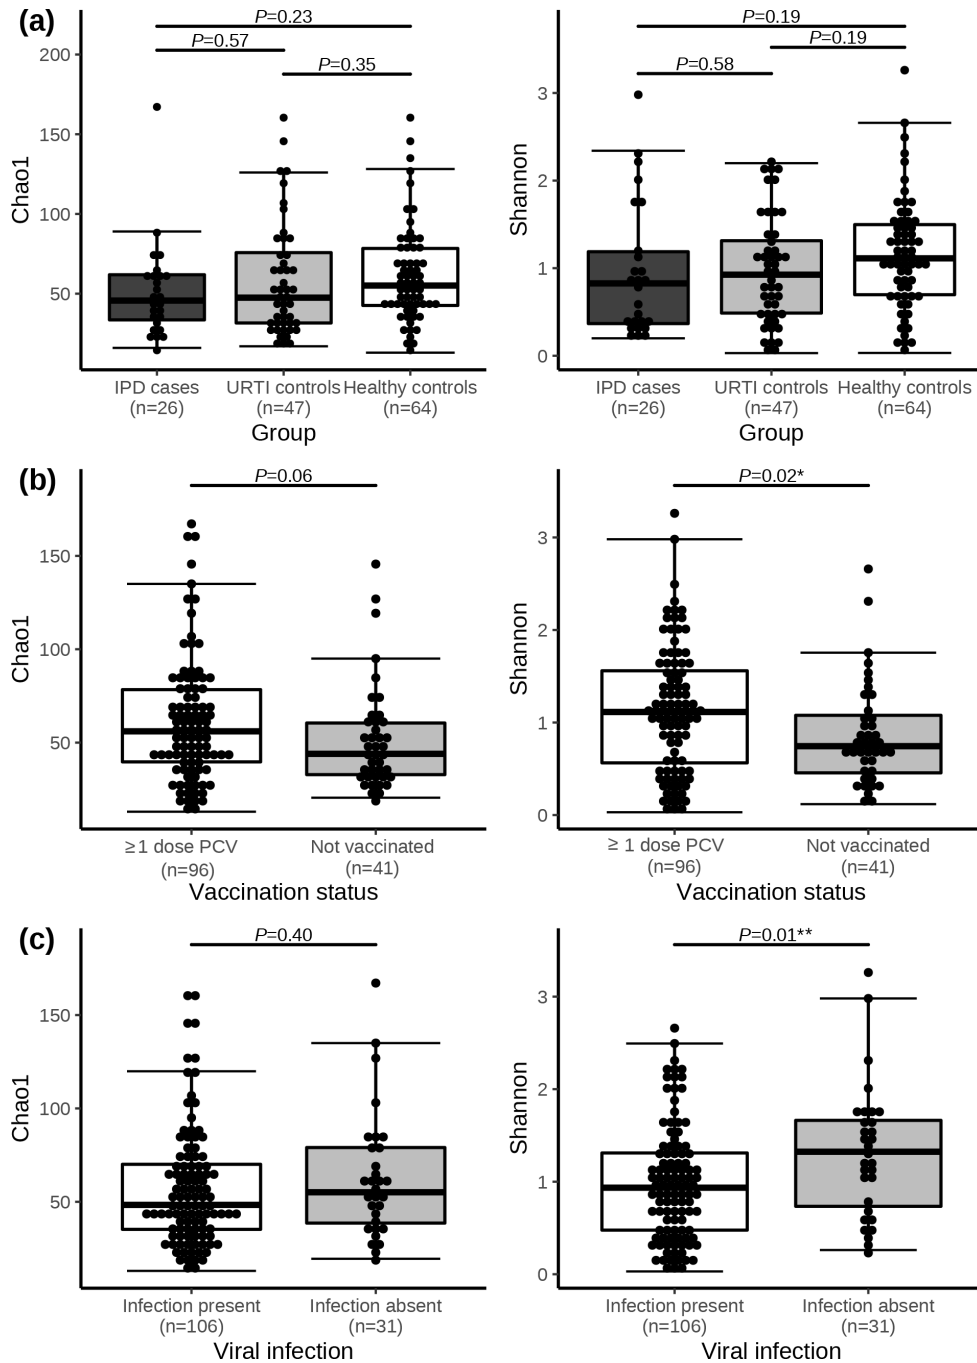 (a)
P=0.23
P=0.57
P=0.35
Chao1
200
150
100
50
IPD cases
(n=26)
URTI controls
(n=47)
Healthy controls
(n=64)
Group
P=0.19
P=0.19
P=0.58
Shannon
3
2
1
0
IPD cases
(n=26)
URTI controls
(n=47)
Healthy controls
(n=64)
Group
(b)
P=0.06
Chao1
150
100
50
≥1 dose PCV
(n=96)
Not vaccinated
(n=41)
Vaccination status
P=0.02*
Shannon
3
2
1
0
≥ 1 dose PCV
(n=96)
Not vaccinated
(n=41)
Vaccination status
(c)
P=0.40
Chao1
150
100
50
Infection present
(n=106)
Infection absent
(n=31)
Viral infection
P=0.01**
Shannon
3
2
1
0
Infection present
(n=106)
Infection absent
(n=31)
Viral infection